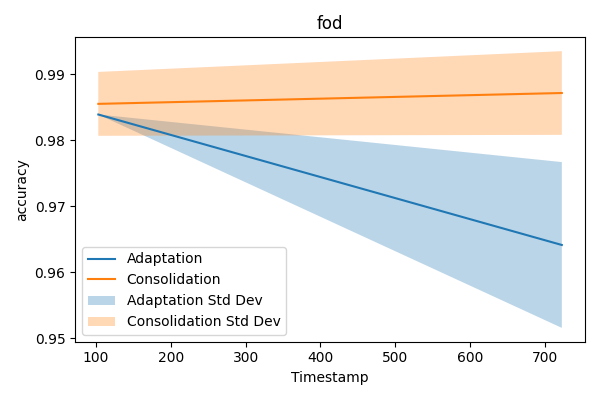 fod
accuracy
0.99
0.98
0.97
0.96
0.95
Adaptation
Consolidation
Adaptation Std Dev
Consolidation Std Dev
100 200 300 400 500 600 700
Timestamp